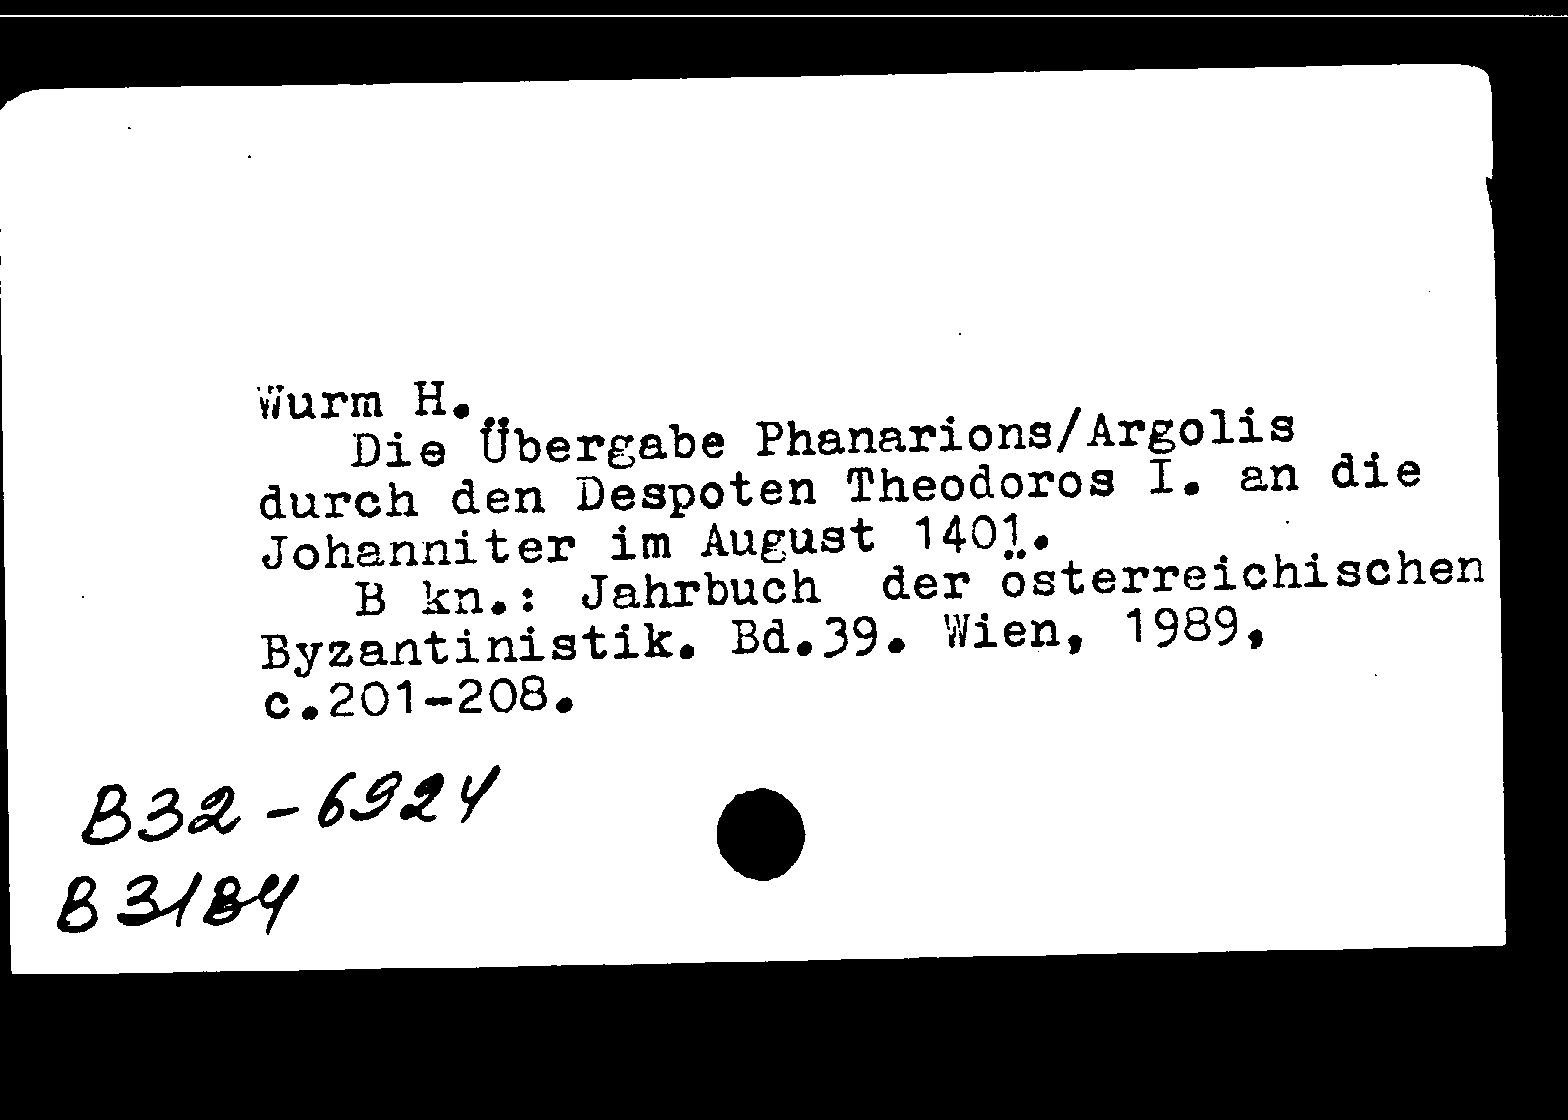 Wurm H.
Die Übergabe Phanarions/Argolis
durch den Despoten Theodoros I. an die
Johanniter im August 1401.
В кн.: Jahrbuch der österreichischen
Byzantinistik. Bd.39. Wien, 1989,
с.201-208.
B32-6924
B3184